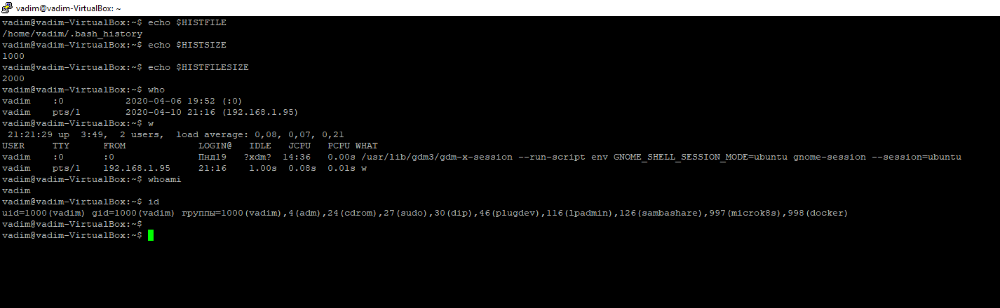 vadim@vadim-VirtualBox: ~
vadim@vadim-VirtualBox:~$ echo $HISTFILE
/home/vadim/.bash_history
vadim@vadim-VirtualBox:~$ echo $HISTSIZE
1000
vadim@vadim-VirtualBox:~$ echo $HISTFILESIZE
2000
vadim@vadim-VirtualBox:~$ who
vadim    :0           2020-04-06 19:52 (:0)
vadim    pts/1        2020-04-10 21:16 (192.168.1.95)
vadim@vadim-VirtualBox:~$ w
 21:21:29 up  3:49,  2 users,  load average: 0,08, 0,07, 0,21
USER     TTY      FROM             LOGIN@   IDLE   JCPU   PCPU WHAT
vadim    :0       :0               Пнд19   ?xdm?  14:36   0.00s /usr/lib/gdm3/gdm-x-session --run-script env GNOME_SHELL_SESSION_MODE=ubuntu gnome-session --session=ubuntu
vadim    pts/1    192.168.1.95     21:16    1.00s  0.08s  0.01s w
vadim@vadim-VirtualBox:~$ whoami
vadim
vadim@vadim-VirtualBox:~$ id
uid=1000(vadim) gid=1000(vadim) группы=1000(vadim),4(adm),24(cdrom),27(sudo),30(dip),46(plugdev),116(lpadmin),126(sambashare),997(microk8s),998(docker)
vadim@vadim-VirtualBox:~$
vadim@vadim-VirtualBox:~$